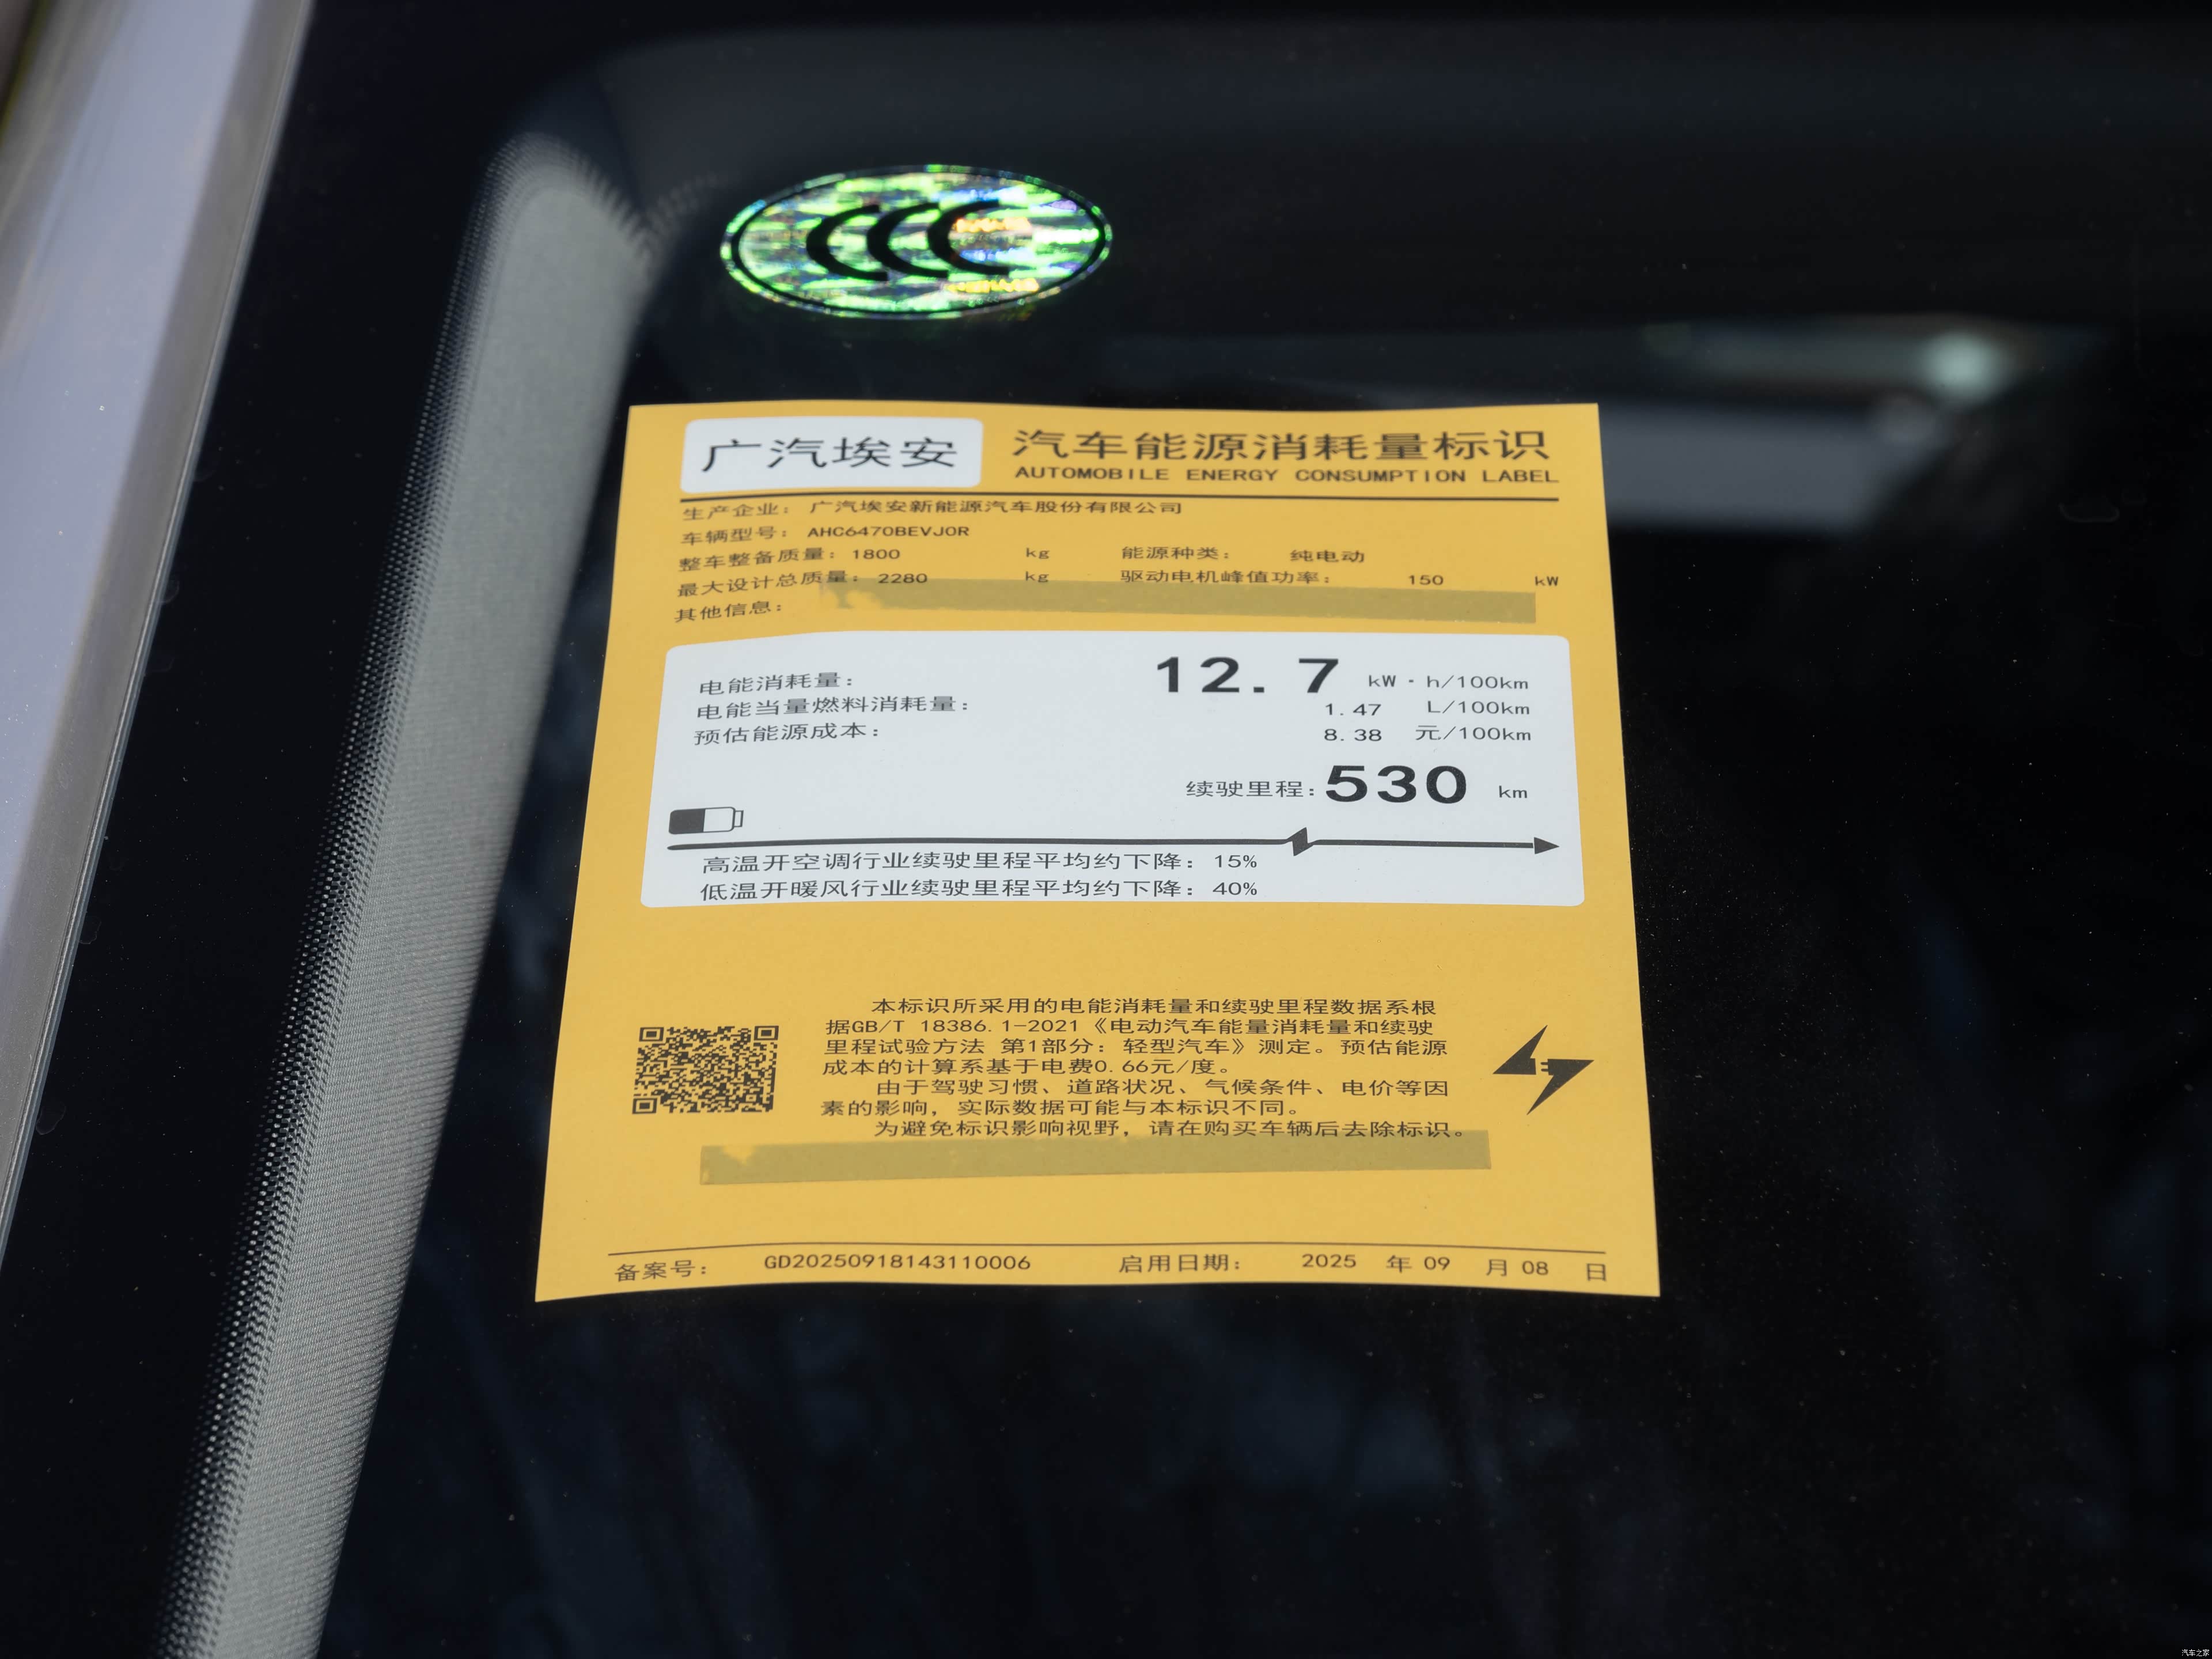 CCC
广汽埃安
汽车能源消耗量标识
AUTOMOBILE ENERGY CONSUMPTION LABEL
生产企业: 广汽埃安新能源汽车股份有限公司
车辆型号: AHC6470BEVJ0R
整车整备质量: 1800 kg 能源种类: 纯电动
最大设计总质量: 2280 kg 驱动电机峰值功率: 150 kW
其他信息:
电能消耗量: 12.7 kW·h/100km
电能当量燃料消耗量: 1.47 L/100km
预估能源成本: 8.38 元/100km
续驶里程: 530 km
高温开空调行业续驶里程平均约下降: 15%
低温开暖风行业续驶里程平均约下降: 40%
本标识所采用的电能消耗量和续驶里程数据系根
据GB/T 18386.1-2021《电动汽车能量消耗量和续驶
里程试验方法 第1部分: 轻型汽车》测定。预估能源
成本的计算系基于电费0.66元/度。
由于驾驶习惯、道路状况、气候条件、电价等因
素的影响, 实际数据可能与本标识不同。
为避免标识影响视野, 请在购买车辆后去除标识。
备案号: GD20250918143110006 启用日期: 2025 年 09 月 08 日
汽车之家